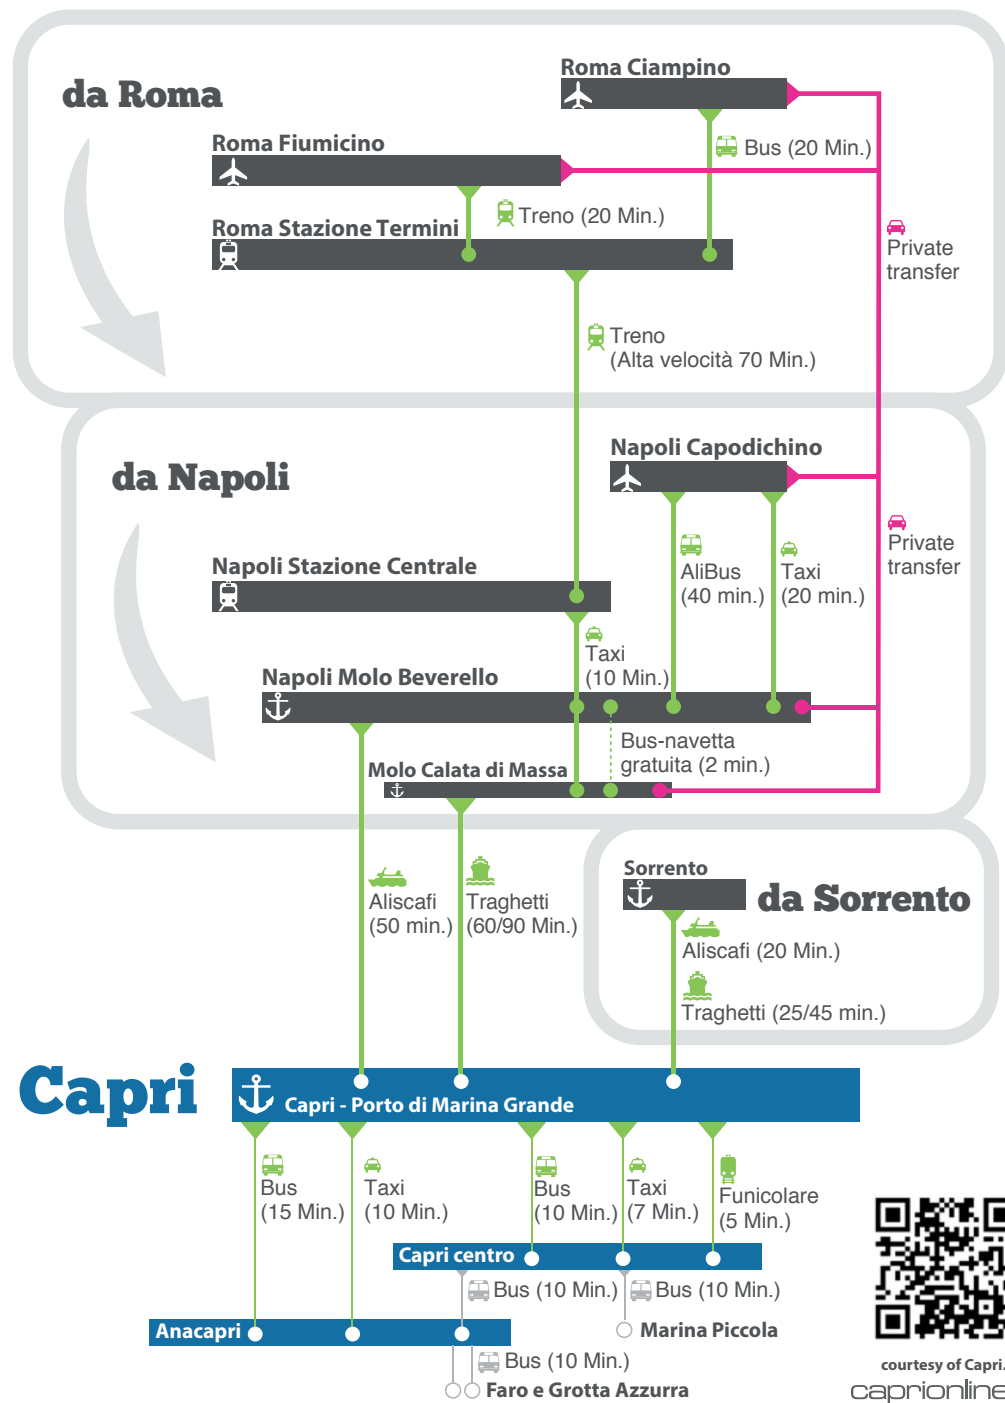 da Roma
Roma Ciampino
Bus (20 Min.)
Roma Fiumicino
Treno (20 Min.)
Roma Stazione Termini
Private
transfer
Treno
(Alta velocità 70 Min.)
da Napoli
Napoli Capodichino
Private
transfer
AliBus
(40 min.)
Taxi
(20 min.)
Napoli Stazione Centrale
Taxi
(10 Min.)
Napoli Molo Beverello
Bus-navetta
gratuita (2 min.)
Molo Calata di Massa
Aliscafi
(50 min.)
Traghetti
(60/90 Min.)
Sorrento
da Sorrento
Aliscafi (20 Min.)
Traghetti (25/45 min.)
Capri
Capri - Porto di Marina Grande
Bus
(15 Min.)
Taxi
(10 Min.)
Bus
(10 Min.)
Taxi
(7 Min.)
Funicolare
(5 Min.)
Capri centro
Bus (10 Min.)
Bus (10 Min.)
Anacapri
Marina Piccola
Bus (10 Min.)
Faro e Grotta Azzurra
courtesy of Capri.
caprionline